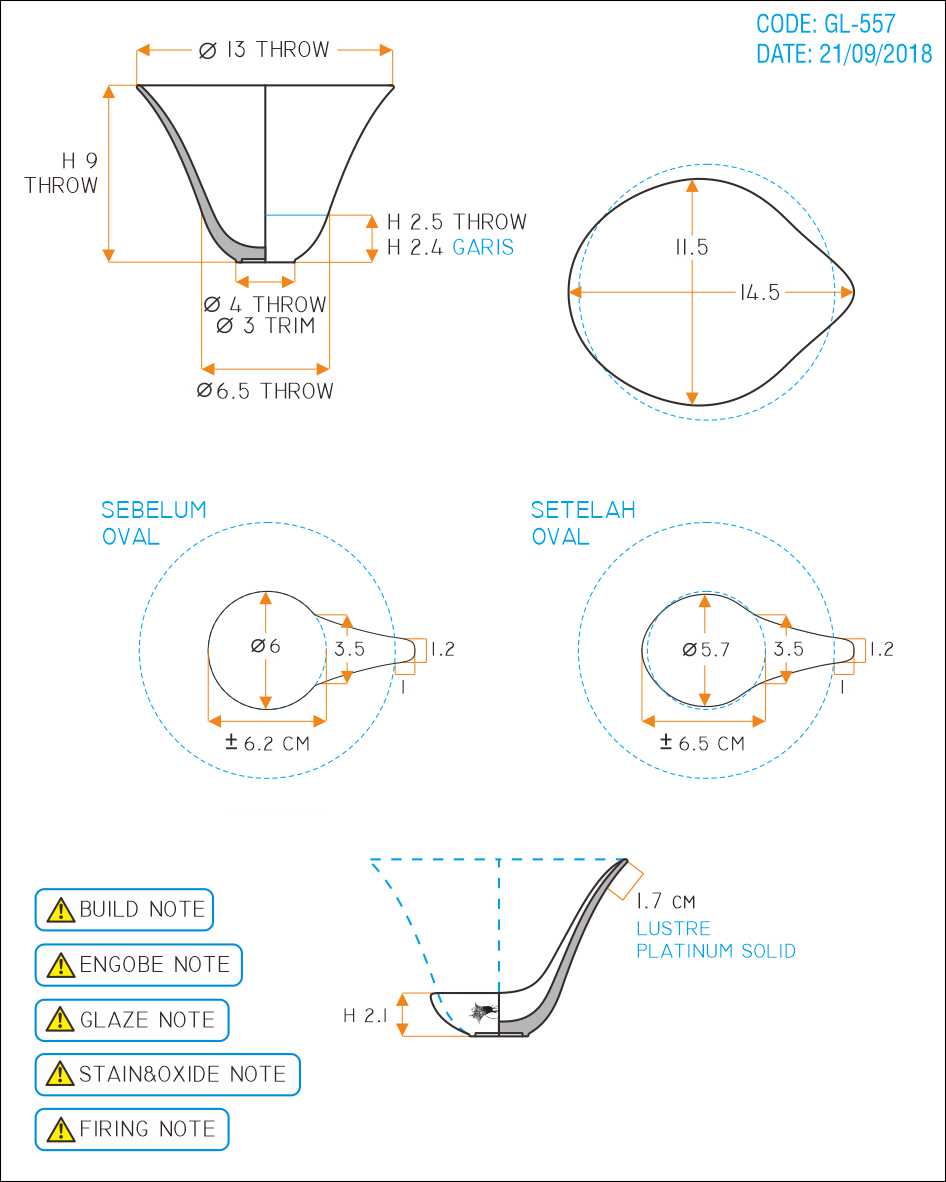 CODE: GL-557
DATE: 21/09/2018
Ø 13 THROW
H 9
THROW
H 2.5 THROW
H 2.4 GARIS
Ø 4 THROW
Ø 3 TRIM
Ø6.5 THROW
11.5
14.5
SEBELUM
OVAL
Ø6
3.5
1.2
1
± 6.2 CM
SETELAH
OVAL
Ø5.7
3.5
1.2
1
± 6.5 CM
1.7 CM
LUSTRE
PLATINUM SOLID
H 2.1
BUILD NOTE
ENGOBE NOTE
GLAZE NOTE
STAIN&OXIDE NOTE
FIRING NOTE